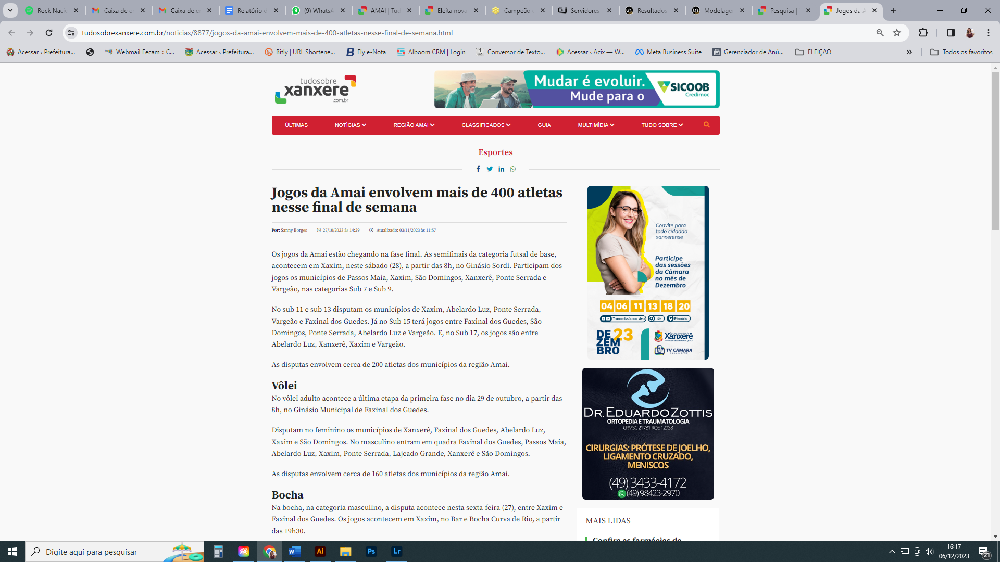 Rock Naci
Caixa de e
Caixa de e
Relatório d
(9) WhatsA
AMAI | Tud
Eleita nova
Campeão
Servidores
Resultados
Modelage
Pesquisa |
Jogos da A
tudosobrexanxere.com.br/noticias/8877/jogos-da-amai-envolvem-mais-de-400-atletas-nesse-final-de-semana.html
Acessar ‹ Prefeitura...
Webmail Fecam :: C...
Acessar ‹ Prefeitura...
Bitly | URL Shortene...
Fly e-Nota
Alboom CRM | Login
Conversor de Texto...
Acessar ‹ Acix — W...
Meta Business Suite
Gerenciador de Anú...
ELEIÇAO
»
Todos os favoritos
tudosobre
xanxere
.com.br
Mudar é evoluir.
Mude para o
SICOOB
Credimoc
ÚLTIMAS
NOTÍCIAS
REGIÃO AMAI
CLASSIFICADOS
GUIA
MULTIMÍDIA
TUDO SOBRE
Esportes
Jogos da Amai envolvem mais de 400 atletas
nesse final de semana
Por: Sanny Borges
27/10/2023 às 14:29
Atualizado: 03/11/2023 às 11:57
Os jogos da Amai estão chegando na fase final. As semifinais da categoria futsal de base,
acontecem em Xaxim, neste sábado (28), a partir das 8h, no Ginásio Sordi. Participam dos
jogos os municípios de Passos Maia, Xaxim, São Domingos, Xanxerê, Ponte Serrada e
Vargeão, nas categorias Sub 7 e Sub 9.
No sub 11 e sub 13 disputam os municípios de Xaxim, Abelardo Luz, Ponte Serrada,
Vargeão e Faxinal dos Guedes. Já no Sub 15 terá jogos entre Faxinal dos Guedes, São
Domingos, Ponte Serrada, Abelardo Luz e Vargeão. E, no Sub 17, os jogos são entre
Abelardo Luz, Xanxerê, Xaxim e Vargeão.
As disputas envolvem cerca de 200 atletas dos municípios da região Amai.
Vôlei
No vôlei adulto acontece a última etapa da primeira fase no dia 29 de outubro, a partir das
8h, no Ginásio Municipal de Faxinal dos Guedes.
Disputam no feminino os municípios de Xanxerê, Faxinal dos Guedes, Abelardo Luz,
Xaxim e São Domingos. No masculino entram em quadra Faxinal dos Guedes, Passos Maia,
Abelardo Luz, Xaxim, Ponte Serrada, Lajeado Grande, Xanxerê e São Domingos.
As disputas envolvem cerca de 160 atletas dos municípios da região Amai.
Bocha
Na bocha, na categoria masculino, a disputa acontece nesta sexta-feira (27), entre Xaxim e
Faxinal dos Guedes. Os jogos acontecem em Xaxim, no Bar e Bocha Curva de Rio, a partir
das 19h30.
Convite para
todo cidadão
xanxerense
Participe
das sessões
da Câmara
no mês de
Dezembro
04 06 11 13 18 20
Transmissão ao vivo
19h
Plenário
DE 23
ZEM
BRO
Xanxerê
TV CÂMARA
DR. EDUARDO ZOTTIS
ORTOPEDIA E TRAUMATOLOGIA
CRMSC 21781 RQE 12938
CIRURGIAS: PRÓTESE DE JOELHO,
LIGAMENTO CRUZADO,
MENISCOS
(49) 3433-4172
(49) 98423-2970
MAIS LIDAS
Confira as farmácias de
Digite aqui para pesquisar
Ai
Ps
Lr
16:17
06/12/2023
21